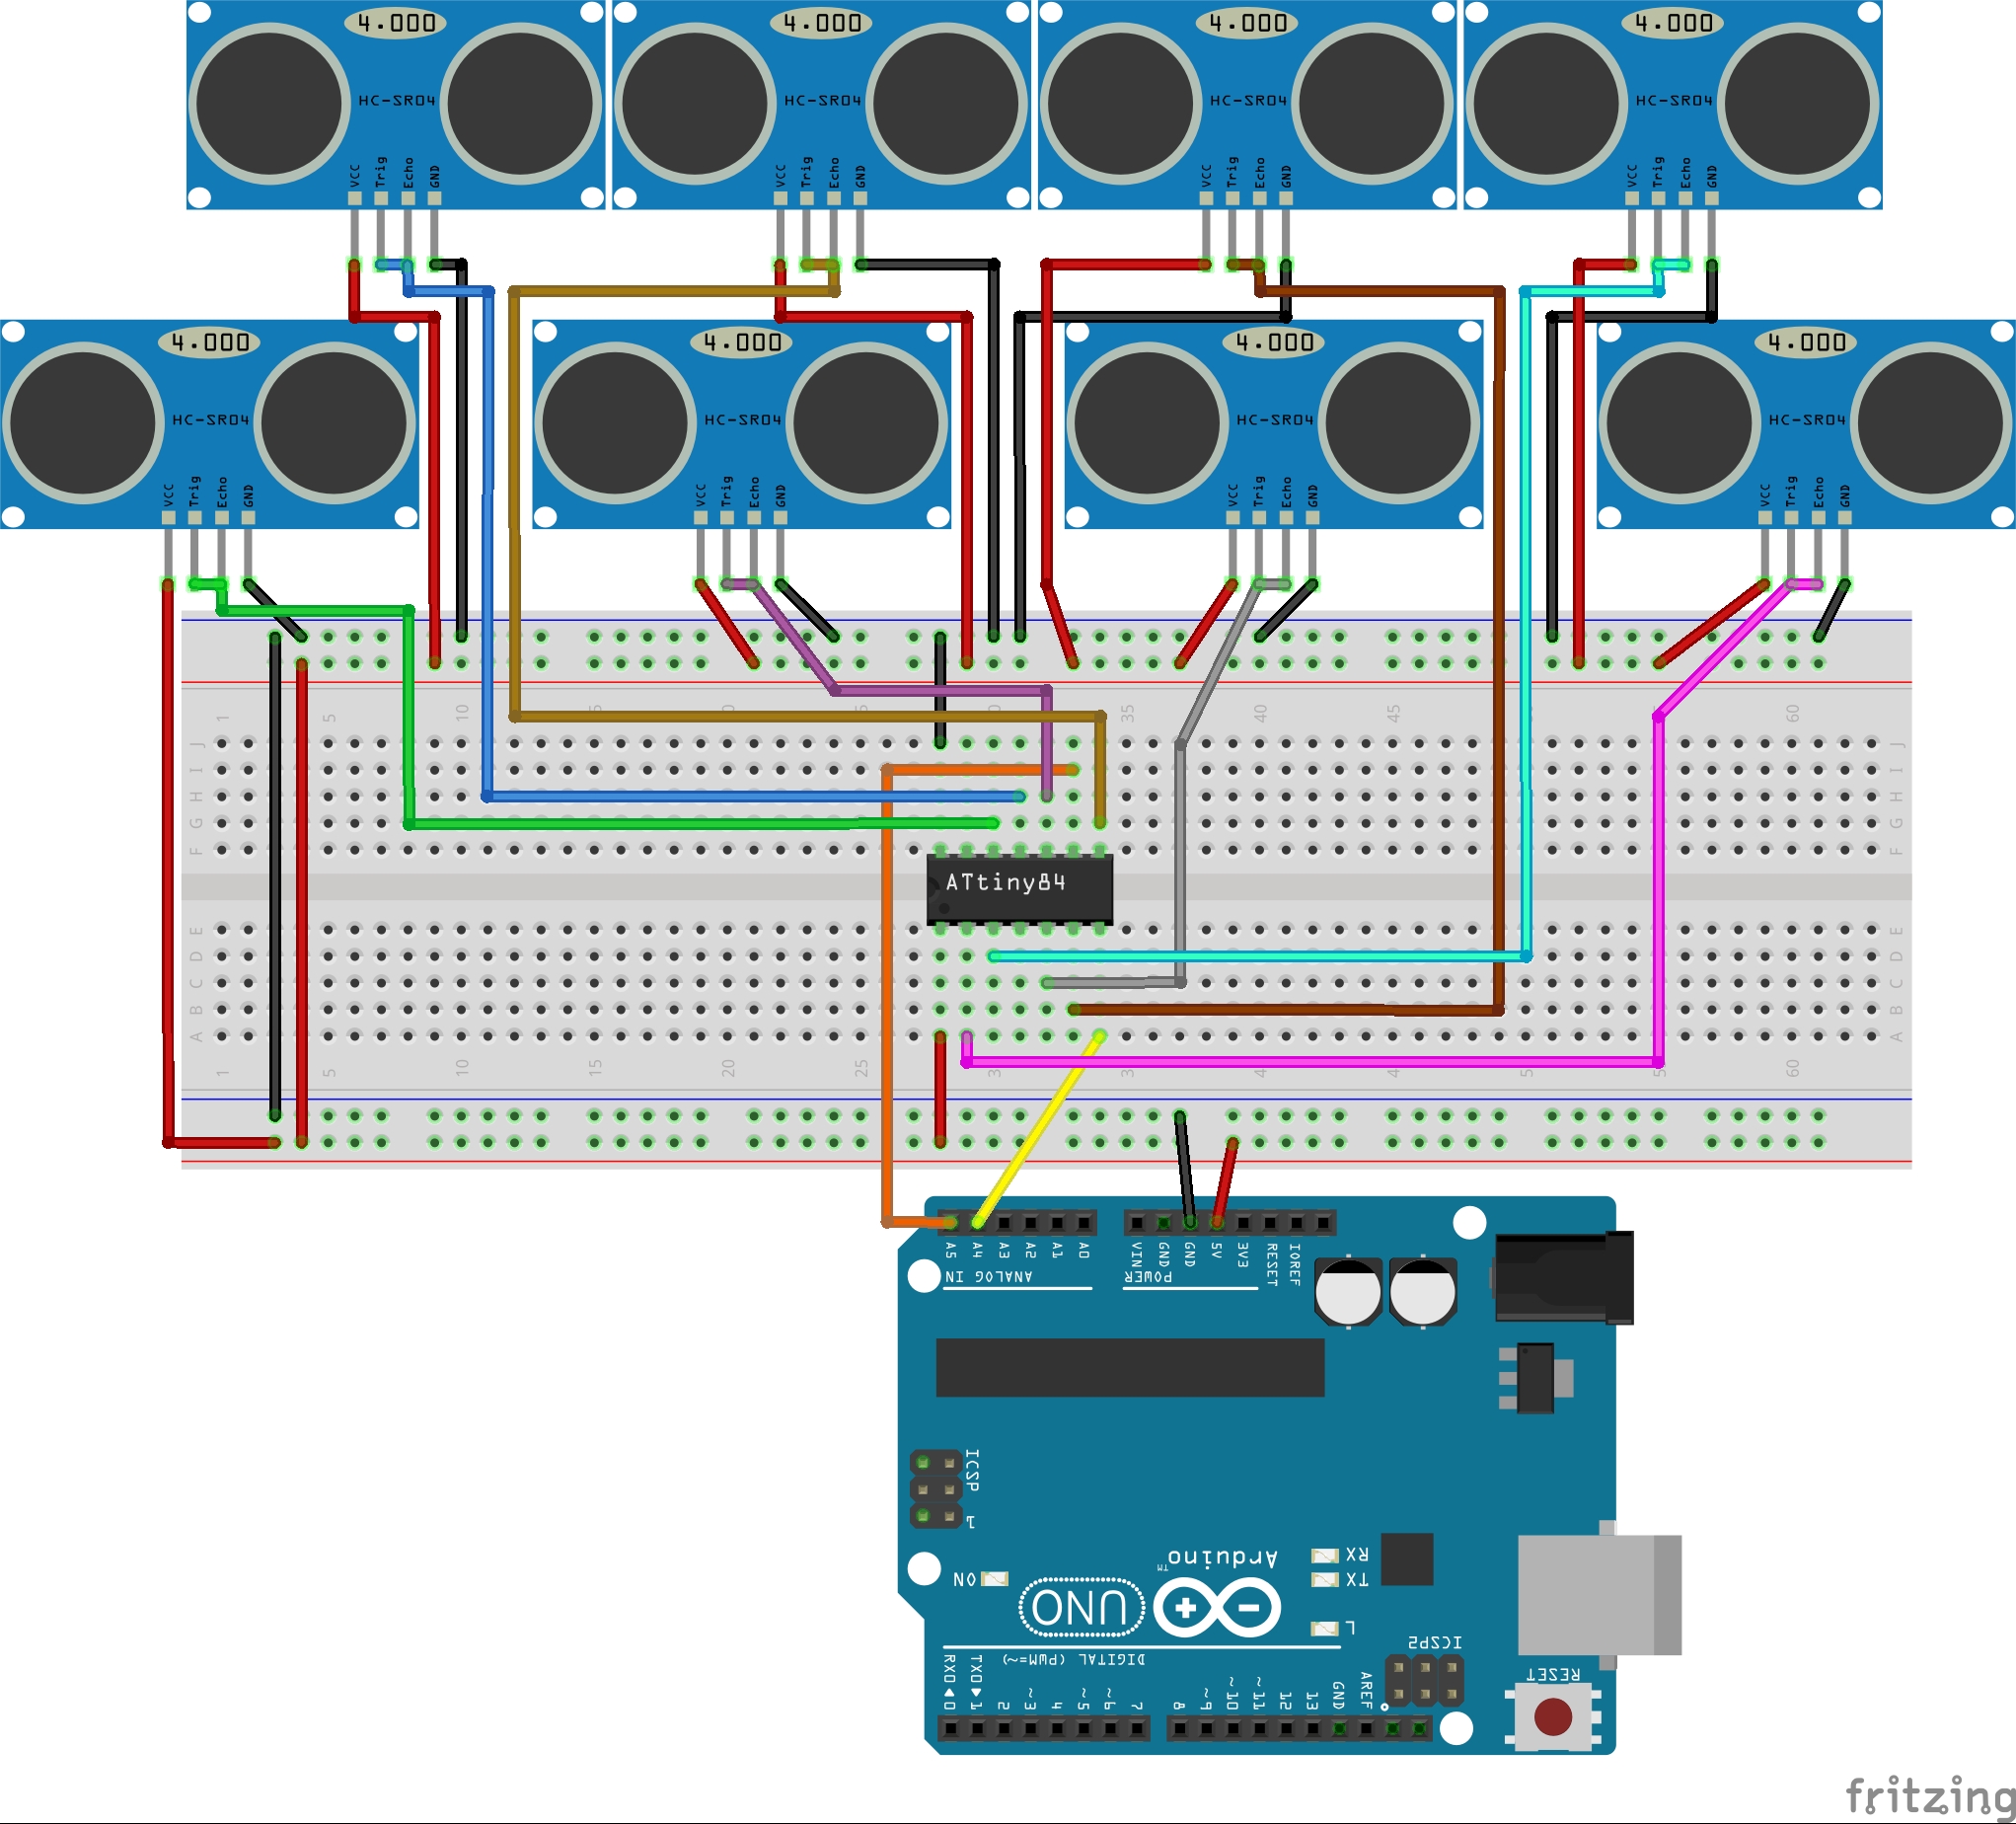 4.000
4.000
4.000
4.000
HC-SR04
HC-SR04
HC-SR04
HC-SR04
VCC Trig Echo GND
VCC Trig Echo GND
VCC Trig Echo GND
VCC Trig Echo GND
4.000
4.000
4.000
4.000
HC-SR04
HC-SR04
HC-SR04
HC-SR04
VCC Trig Echo GND
VCC Trig Echo GND
VCC Trig Echo GND
VCC Trig Echo GND
1 5 10 35 40 45 60
J J
I I
H H
G G
F F
ATtiny84
E E
D D
C C
B B
A A
1 5 10 15 20 25 60
A5 A4 A3 A2 A1 A0
VIN GND GND 5V 3V3 RESET IOREF
ANALOG IN
POWER
ICSP
1
Arduino™
RX
TX
ON
UNO
L
ICSP2
DIGITAL (PWM=~)
RESET
RX0 0
TX0 1
2 ~3 4 ~5 ~6 7
8 ~9 ~10 ~11 12 13 GND AREF
fritzing